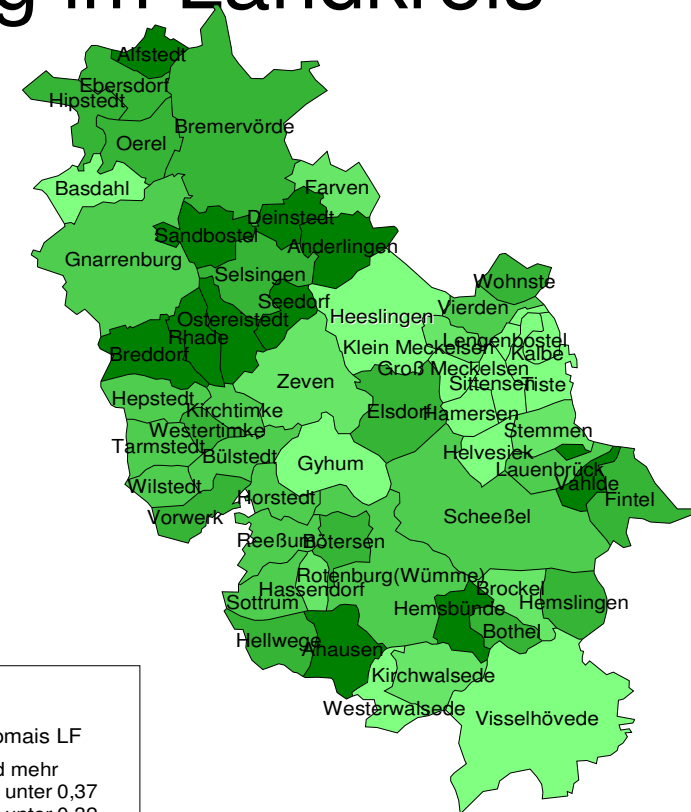 g im Landkreis
Alfstedt
Ebersdorf
Hipstedt
Bremervörde
Oerel
Basdahl
Farven
Deinstedt
Sandbostel
Anderlingen
Gnarrenburg
Selsingen
Wohnste
Seedorf
Vierden
Heeslingen
Ostereistedt
Rhade
Lengenbostel
Klein Meckelsen
Kalbe
Breddorf
Groß Meckelsen
Zeven
Sittensen
Tiste
Hepstedt
Kirchtimke
Elsdorf
Hamersen
Westertimke
Stemmen
Tarmstedt
Helvesiek
Bülstedt
Gyhum
Lauenbrück
Vahlde
Wilstedt
Horstedt
Fintel
Vorwerk
Scheeßel
Reeßum
Bötersen
Rotenburg(Wümme)
Hassendorf
Brockel
Sottrum
Hemsbünde
Hemslingen
Bothel
Hellwege
Ahausen
Kirchwalsede
Westerwalsede
Visselhövede
omais LF
d mehr
unter 0,37